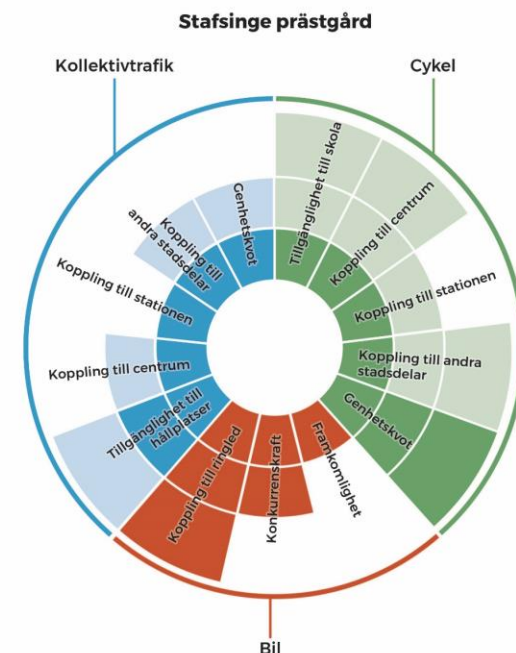 Stafsinge prästgård
Kollektivtrafik
Cykel
Tillgänglighet till skola
Koppling till centrum
Koppling till stationen
Koppling till andra
stadsdelar
Genhetskvot
Framkomlighet
Konkurrenskraft
Koppling till ringled
Tillgänglighet till
hållplatser
Koppling till centrum
Koppling till stationen
Koppling till
andra stadsdelar
Genhetskvot
Bil